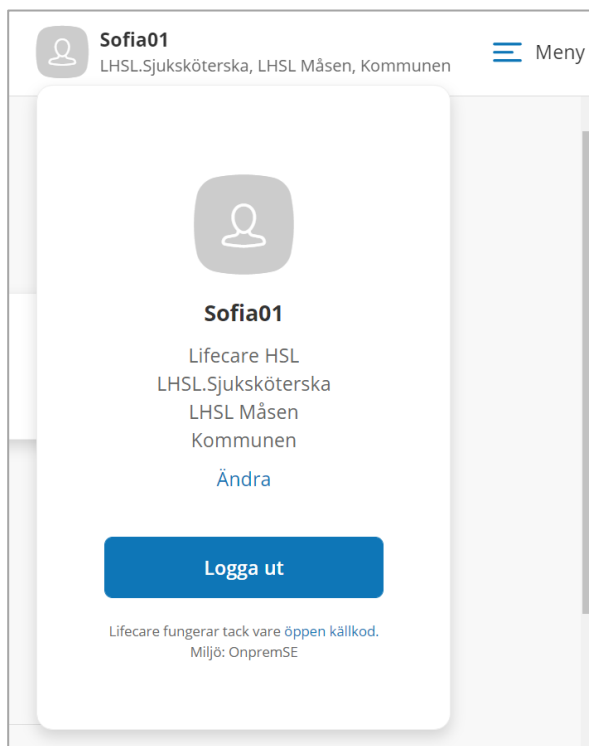 Sofia01
LHSL.Sjuksköterska, LHSL Måsen, Kommunen
Meny
Sofia01
Lifecare HSL
LHSL.Sjuksköterska
LHSL Måsen
Kommunen
Ändra
Logga ut
Lifecare fungerar tack vare öppen källkod.
Miljö: OnpremSE